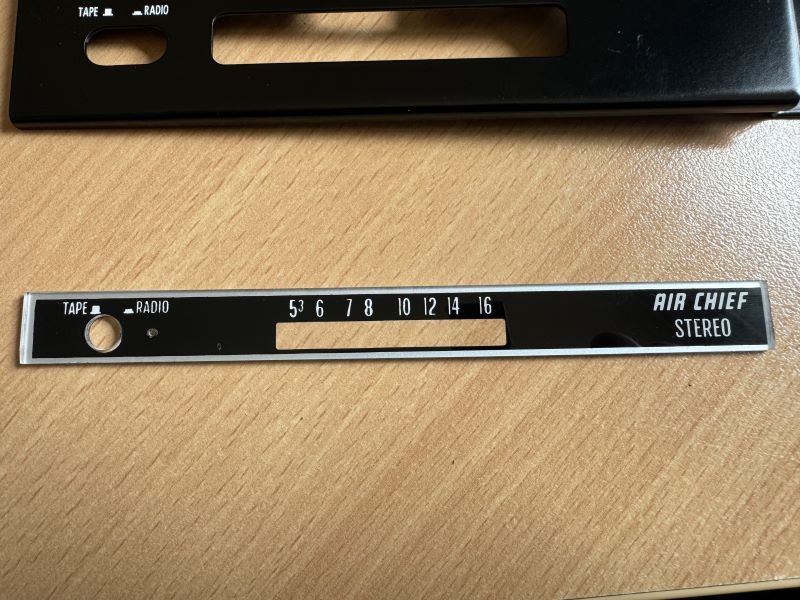 TAPE RADIO
TAPE RADIO 5³ 6 7 8 10 12 14 16 AIR CHIEF
STEREO